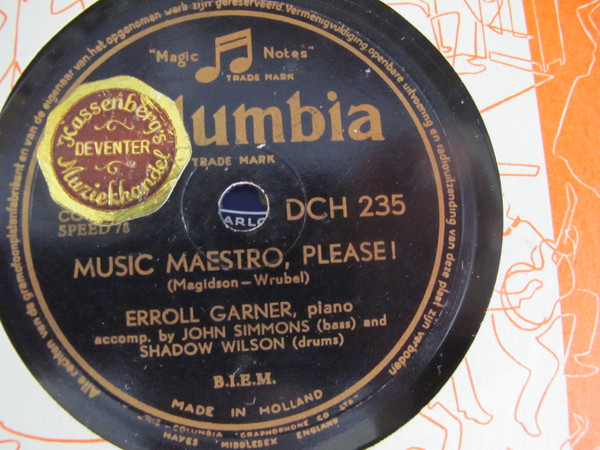 Alle rechten van de gramofoonplatenfabrikant en van de eigenaar van het opgenomen werk zijn gereserveerd. Vermenigvuldiging openbare uitvoering en radiouitzending van deze plaat zijn verboden
"Magic Notes"
TRADE MARK
lumbia
TRADE MARK
Kassenberg's
DEVENTER
Muziekhandel
SPEED 78
ARLO
DCH 235
MUSIC MAESTRO, PLEASE!
(Magidson-Wrubel)
ERROLL GARNER, piano
accomp. by JOHN SIMMONS (bass) and
SHADOW WILSON (drums)
B.I.E.M.
MADE IN HOLLAND
COLUMBIA GRAPHOPHONE CO LTD
HAYES MIDDLESEX ENGLAND